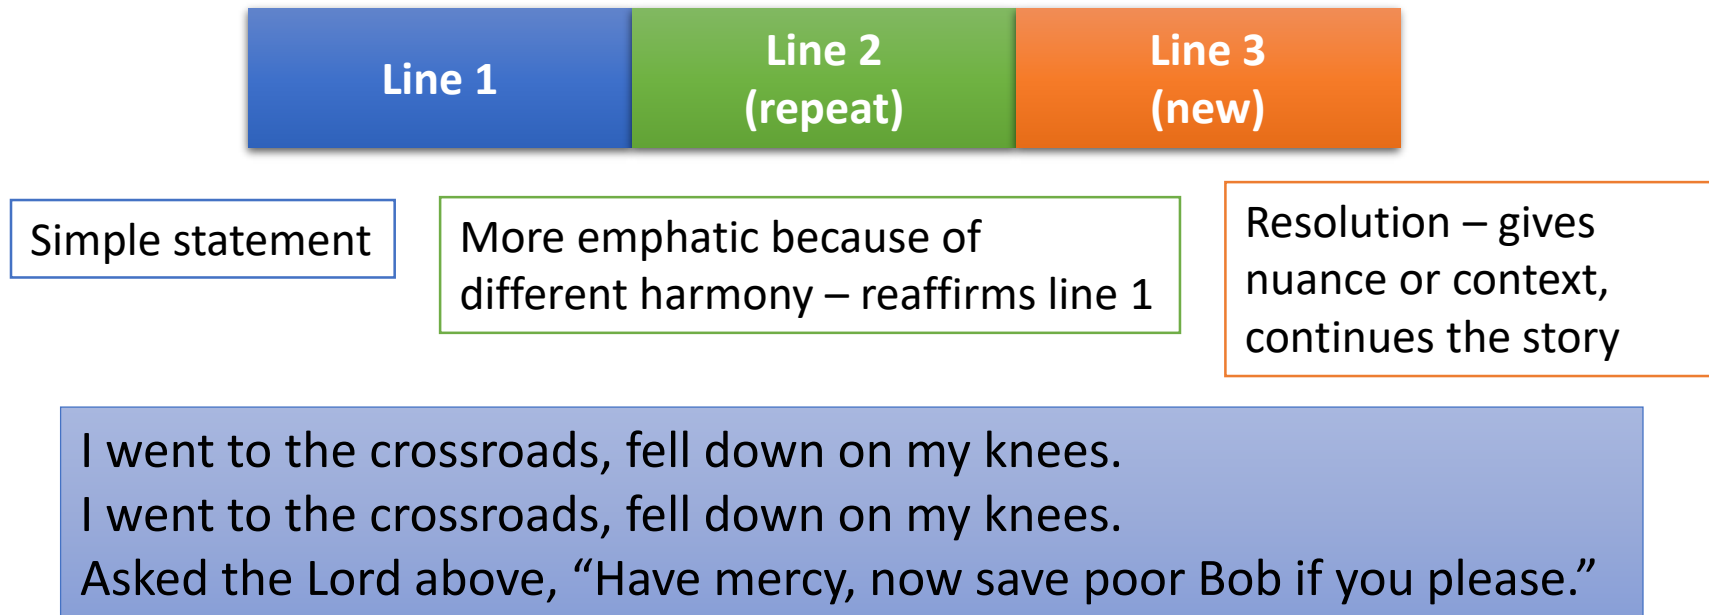 Line 1
Line 2
(repeat)
Line 3
(new)
Simple statement
More emphatic because of
different harmony – reaffirms line 1
Resolution – gives
nuance or context,
continues the story
I went to the crossroads, fell down on my knees.
I went to the crossroads, fell down on my knees.
Asked the Lord above, “Have mercy, now save poor Bob if you please.”